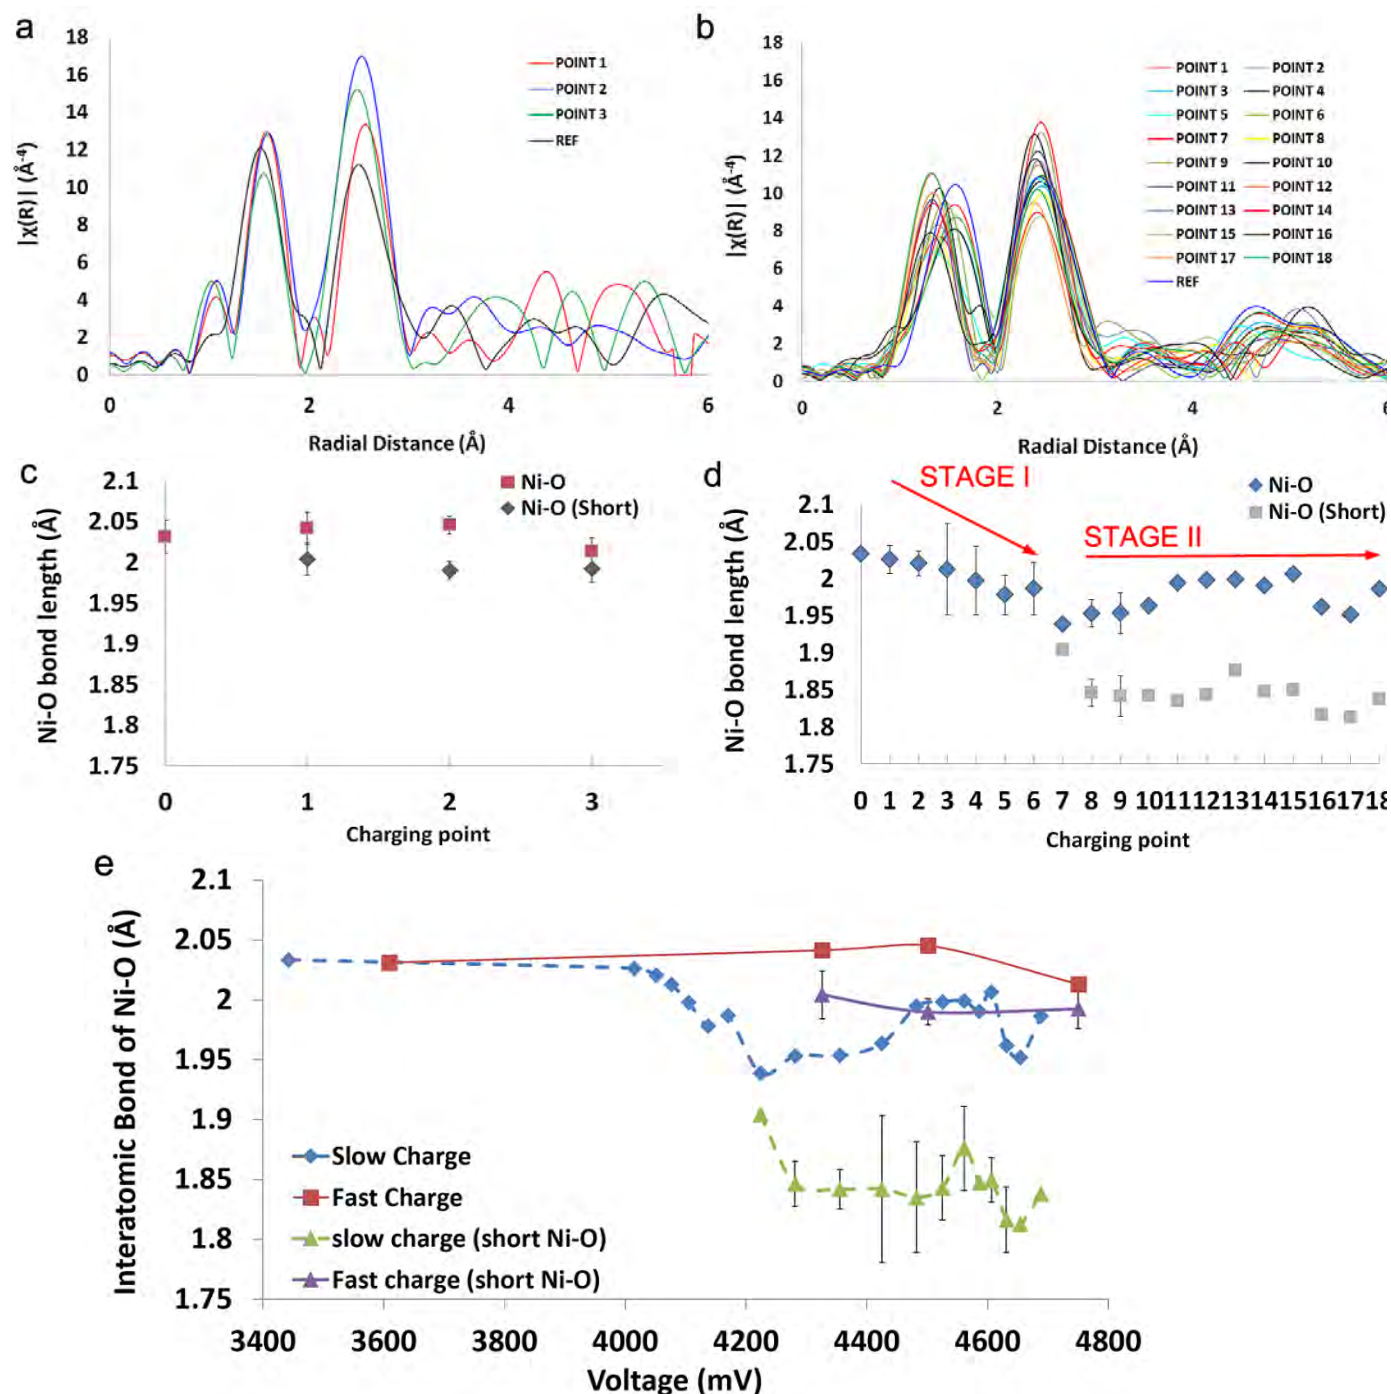 a
18
16
14
12
10
8
6
4
2
0
|χ(R)| (Å⁻⁴)
POINT 1
POINT 2
POINT 3
REF
0 2 4 6
Radial Distance (Å)
b
18
16
14
12
10
8
6
4
2
0
|χ(R)| (Å⁻⁴)
POINT 1 POINT 2
POINT 3 POINT 4
POINT 5 POINT 6
POINT 7 POINT 8
POINT 9 POINT 10
POINT 11 POINT 12
POINT 13 POINT 14
POINT 15 POINT 16
POINT 17 POINT 18
REF
0 2 4 6
Radial Distance (Å)
c
2.1
2.05
2
1.95
1.9
1.85
1.8
1.75
Ni-O bond length (Å)
Ni-O
Ni-O (Short)
0 1 2 3
Charging point
d
STAGE I
STAGE II
2.1
2.05
2
1.95
1.9
1.85
1.8
1.75
Ni-O bond length (Å)
Ni-O
Ni-O (Short)
0 1 2 3 4 5 6 7 8 9 10 11 12 13 14 15 16 17 18
Charging point
e
2.1
2.05
2
1.95
1.9
1.85
1.8
1.75
Interatomic Bond of Ni-O (Å)
Slow Charge
Fast Charge
slow charge (short Ni-O)
Fast charge (short Ni-O)
3400 3600 3800 4000 4200 4400 4600 4800
Voltage (mV)